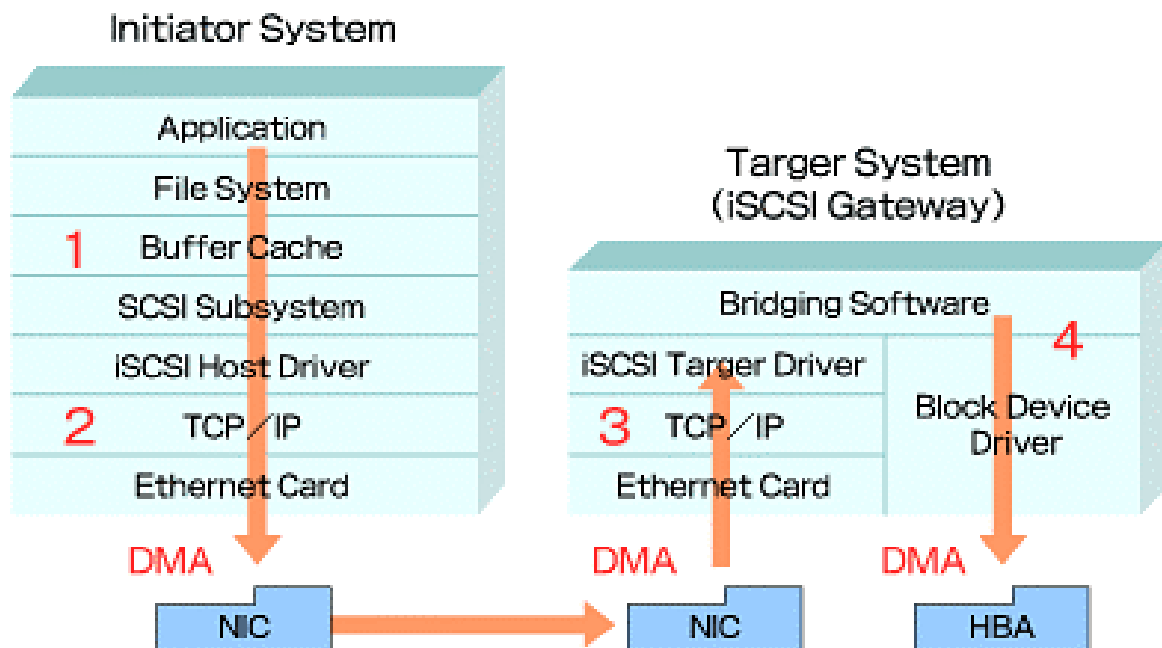 Initiator System
Application
File System
1 Buffer Cache
SCSI Subsystem
iSCSI Host Driver
2 TCP/IP
Ethernet Card
DMA
NIC
Targer System
(iSCSI Gateway)
Bridging Software
4
iSCSI Targer Driver
3 TCP/IP
Ethernet Card
Block Device
Driver
DMA
DMA
NIC
HBA